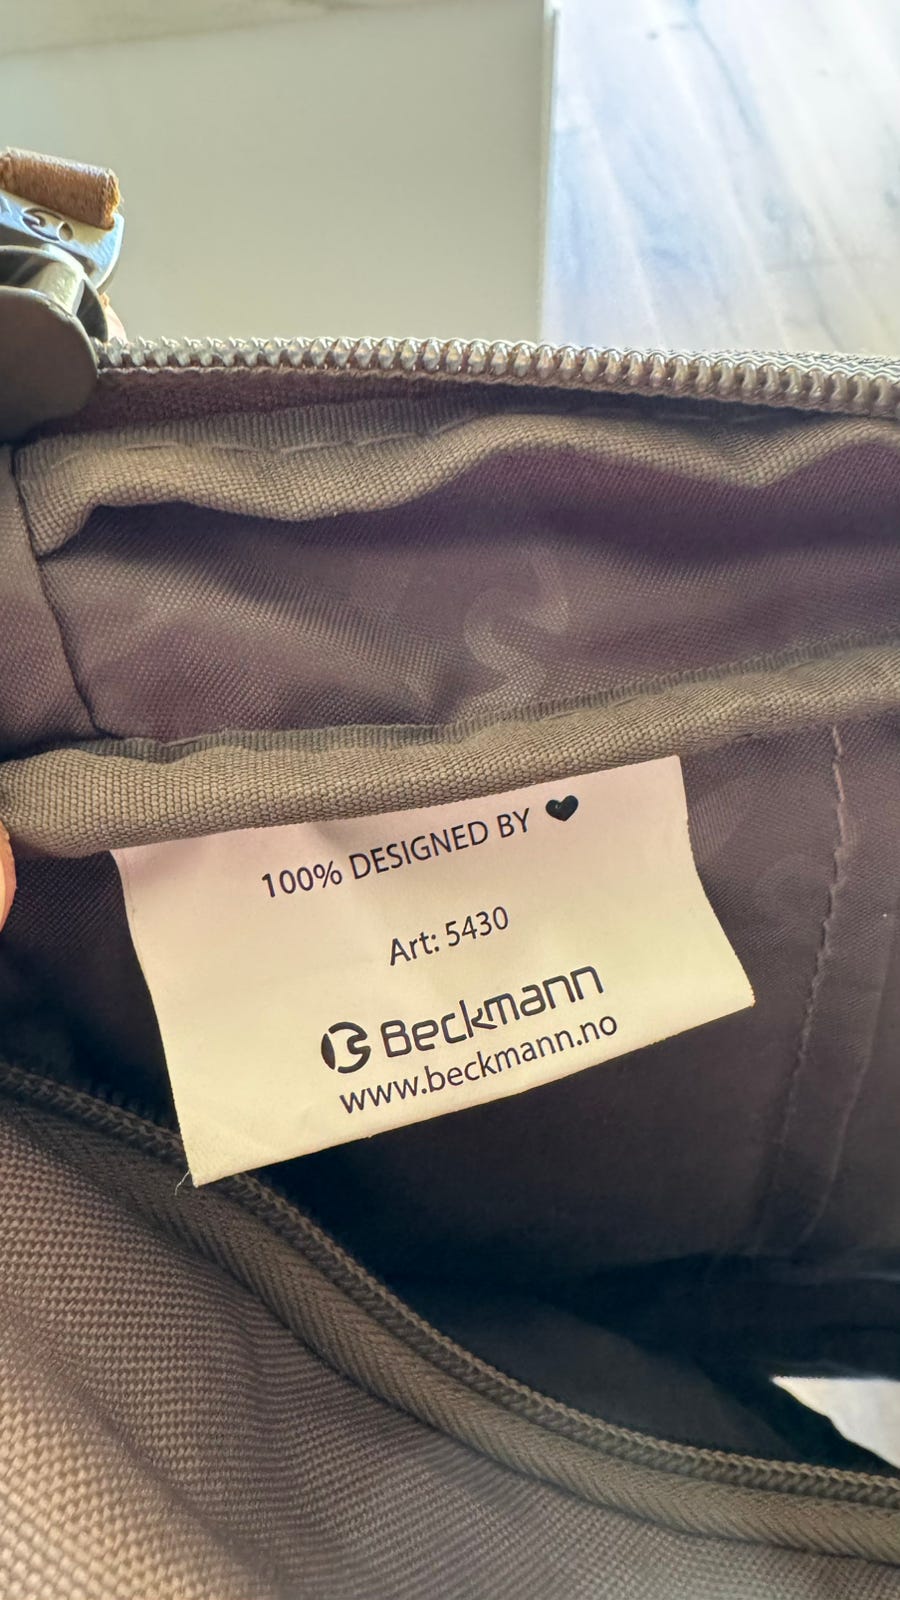 100% DESIGNED BY ♥
Art: 5430
Beckmann
www.beckmann.no